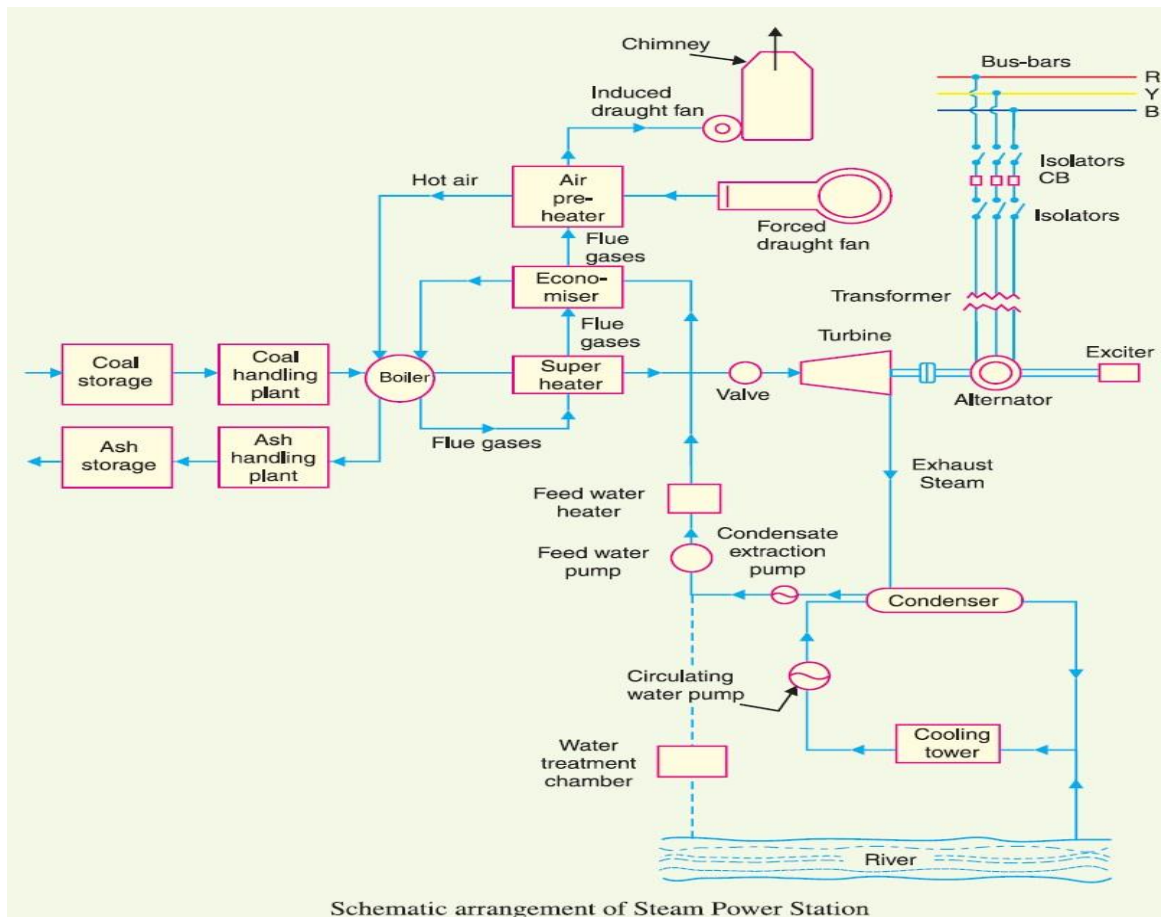 Chimney
Bus-bars
R
Y
B
Induced
draught fan
Isolators
CB
Isolators
Hot air
Air
pre-
heater
Forced
draught fan
Flue
gases
Econo-
miser
Transformer
Flue
gases
Turbine
Coal
storage
Coal
handling
plant
Boiler
Super
heater
Valve
Alternator
Exciter
Flue gases
Ash
storage
Ash
handling
plant
Exhaust
Steam
Feed water
heater
Condensate
extraction
pump
Feed water
pump
Condenser
Circulating
water pump
Cooling
tower
Water
treatment
chamber
River
Schematic arrangement of Steam Power Station